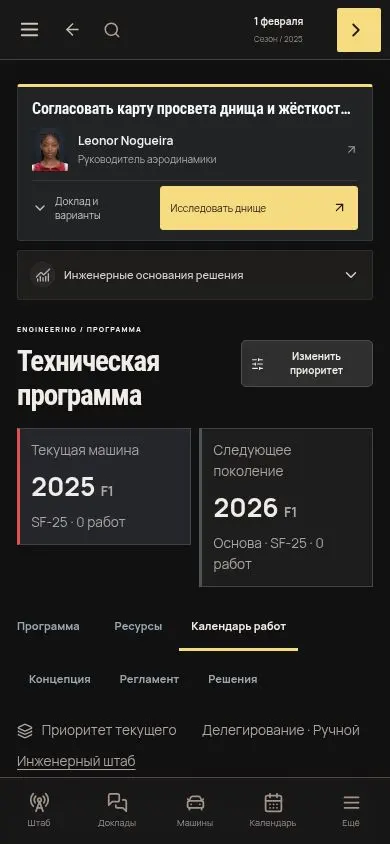 1 февраля
Сезон / 2025
Согласовать карту просвета днища и жёсткост…
Leonor Nogueira
Руководитель аэродинамики
Доклад и
варианты
Исследовать днище
Инженерные основания решения
ENGINEERING / ПРОГРАММА
Техническая
программа
Изменить
приоритет
Текущая машина
2025 F1
SF-25 · 0 работ
Следующее
поколение
2026 F1
Основа · SF-25 · 0
работ
Программа Ресурсы Календарь работ
Концепция Регламент Решения
Приоритет текущего Делегирование · Ручной
Инженерный штаб
Штаб Доклады Машины Календарь Ещё